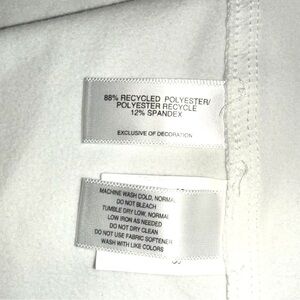 88% RECYCLED POLYESTER/
POLYESTER RECYCLÉ
12% SPANDEX
EXCLUSIVE OF DECORATION
MACHINE WASH COLD, NORMAL
DO NOT BLEACH
TUMBLE DRY LOW, NORMAL
LOW IRON AS NEEDED
DO NOT DRY CLEAN
DO NOT USE FABRIC SOFTENER
WASH WITH LIKE COLORS